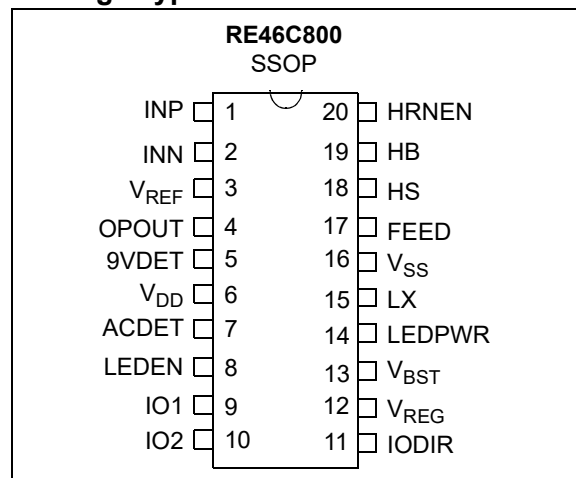 RE46C800
SSOP
INP 1 20 HRNEN
INN 2 19 HB
VREF 3 18 HS
OPOUT 4 17 FEED
9VDET 5 16 VSS
VDD 6 15 LX
ACDET 7 14 LEDPWR
LEDEN 8 13 VBST
IO1 9 12 VREG
IO2 10 11 IODIR